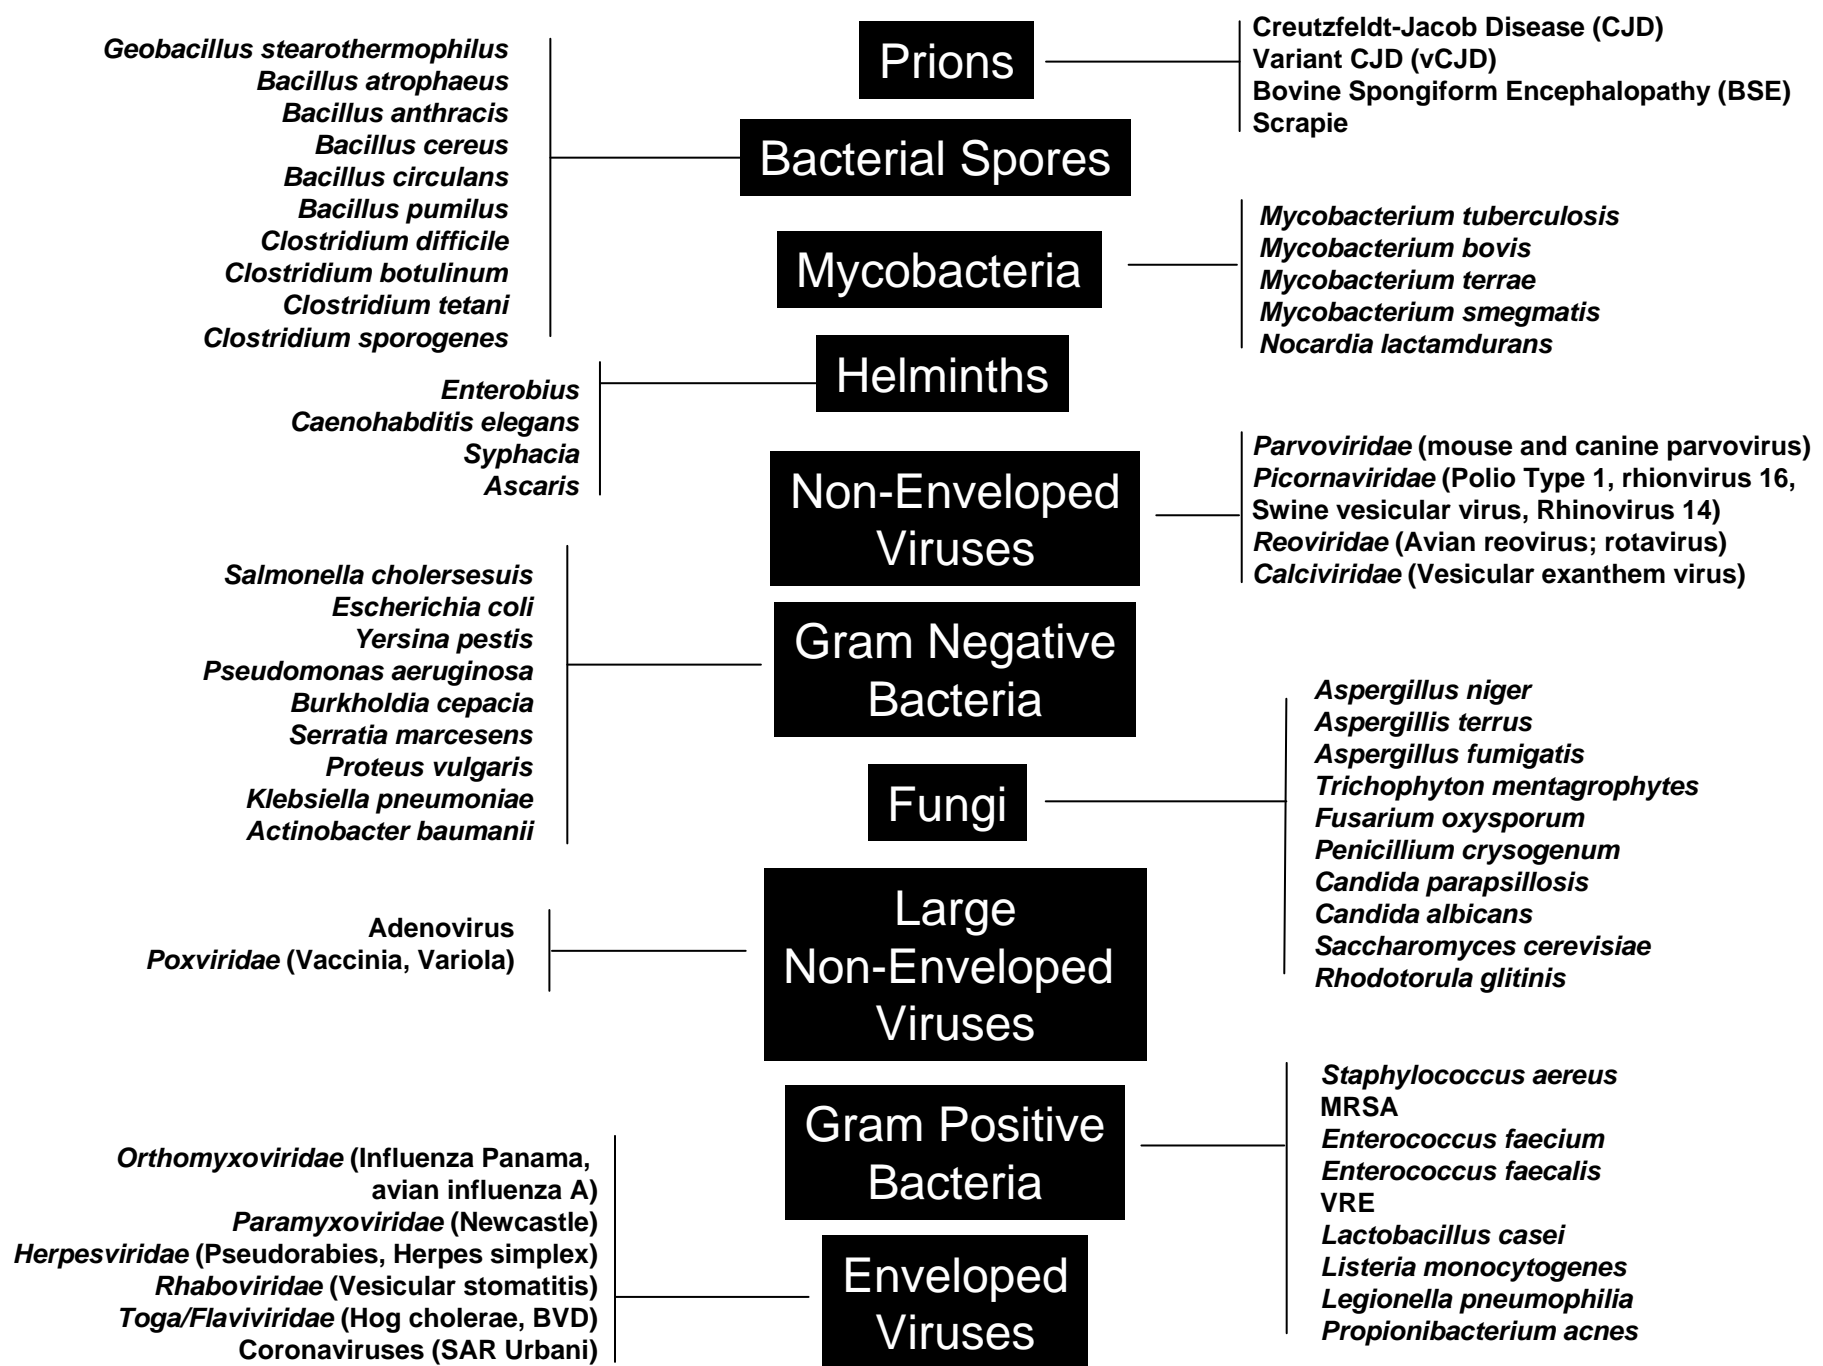 Prions
Creutzfeldt-Jacob Disease (CJD)
Variant CJD (vCJD)
Bovine Spongiform Encephalopathy (BSE)
Scrapie
Geobacillus stearothermophilus
Bacillus atrophaeus
Bacillus anthracis
Bacillus cereus
Bacillus circulans
Bacillus pumilus
Clostridium difficile
Clostridium botulinum
Clostridium tetani
Clostridium sporogenes
Bacterial Spores
Mycobacteria
Mycobacterium tuberculosis
Mycobacterium bovis
Mycobacterium terrae
Mycobacterium smegmatis
Nocardia lactamdurans
Enterobius
Caenohabditis elegans
Syphacia
Ascaris
Helminths
Non-Enveloped
Viruses
Parvoviridae (mouse and canine parvovirus)
Picornaviridae (Polio Type 1, rhionvirus 16,
Swine vesicular virus, Rhinovirus 14)
Reoviridae (Avian reovirus; rotavirus)
Calciviridae (Vesicular exanthem virus)
Salmonella cholersesuis
Escherichia coli
Yersina pestis
Pseudomonas aeruginosa
Burkholdia cepacia
Serratia marcesens
Proteus vulgaris
Klebsiella pneumoniae
Actinobacter baumanii
Gram Negative
Bacteria
Fungi
Aspergillus niger
Aspergillis terrus
Aspergillus fumigatis
Trichophyton mentagrophytes
Fusarium oxysporum
Penicillium crysogenum
Candida parapsillosis
Candida albicans
Saccharomyces cerevisiae
Rhodotorula glitinis
Adenovirus
Poxviridae (Vaccinia, Variola)
Large
Non-Enveloped
Viruses
Gram Positive
Bacteria
Staphylococcus aereus
MRSA
Enterococcus faecium
Enterococcus faecalis
VRE
Lactobacillus casei
Listeria monocytogenes
Legionella pneumophilia
Propionibacterium acnes
Orthomyxoviridae (Influenza Panama,
avian influenza A)
Paramyxoviridae (Newcastle)
Herpesviridae (Pseudorabies, Herpes simplex)
Rhaboviridae (Vesicular stomatitis)
Toga/Flaviviridae (Hog cholerae, BVD)
Coronaviruses (SAR Urbani)
Enveloped
Viruses